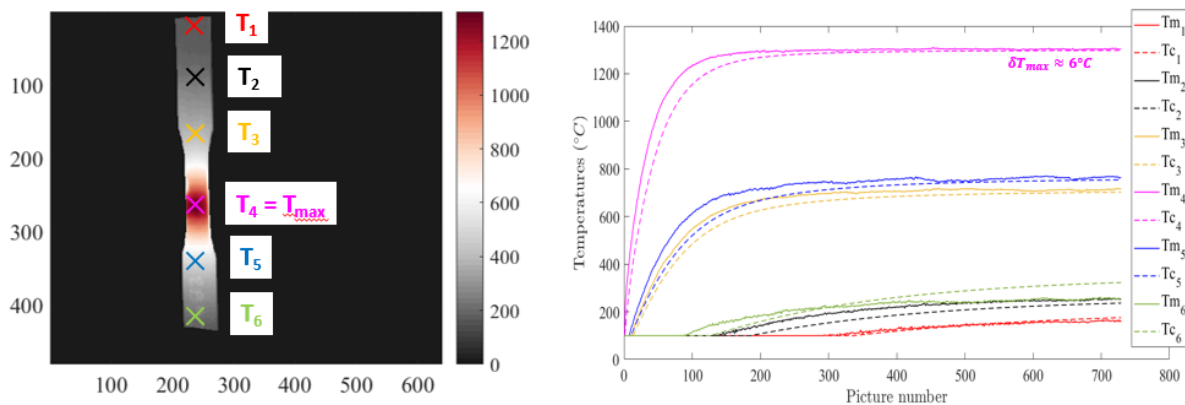 T1
T2
T3
T4 = Tmax
T5
T6
100
200
300
400
100 200 300 400 500 600
1200
1000
800
600
400
200
0
1400
1200
1000
800
600
400
200
0
Temperatures (°C)
0 100 200 300 400 500 600 700 800
Picture number
δTmax ≈ 6°C
Tm1
Tc1
Tm2
Tc2
Tm3
Tc3
Tm4
Tc4
Tm5
Tc5
Tm6
Tc6